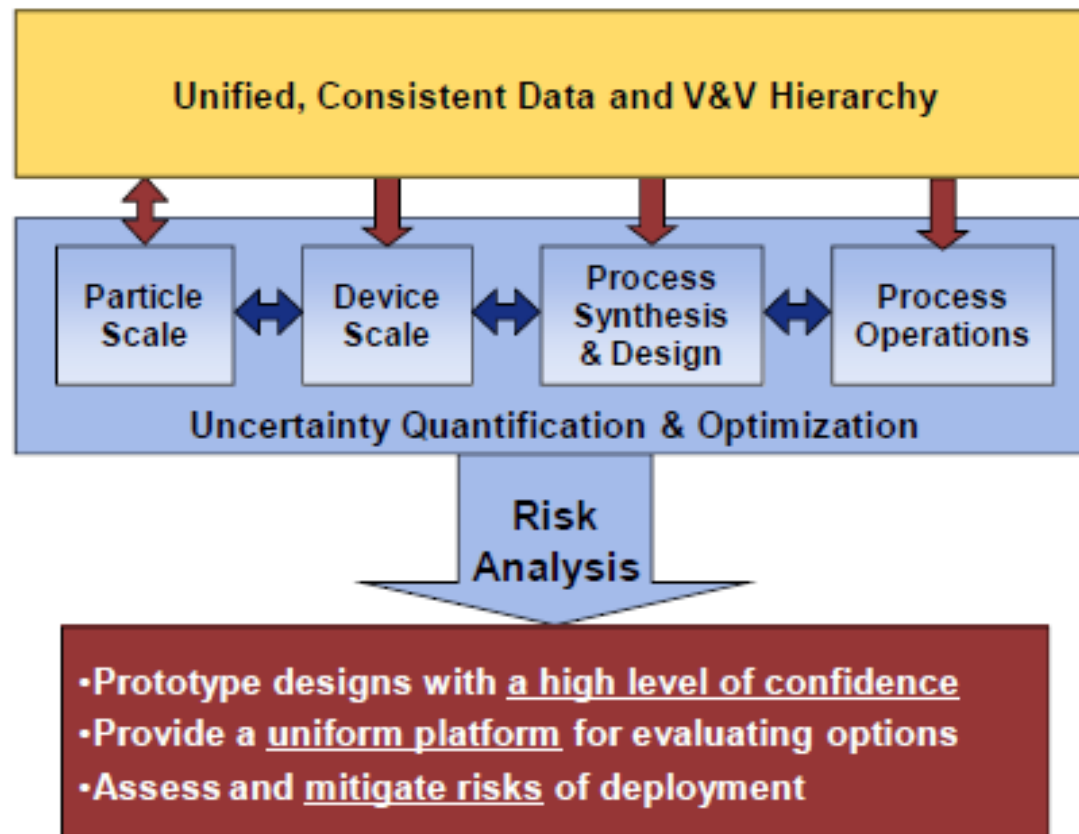 Unified, Consistent Data and V&V Hierarchy
Particle
Scale
Device
Scale
Process
Synthesis
& Design
Process
Operations
Uncertainty Quantification & Optimization
Risk
Analysis
•Prototype designs with a high level of confidence
•Provide a uniform platform for evaluating options
•Assess and mitigate risks of deployment